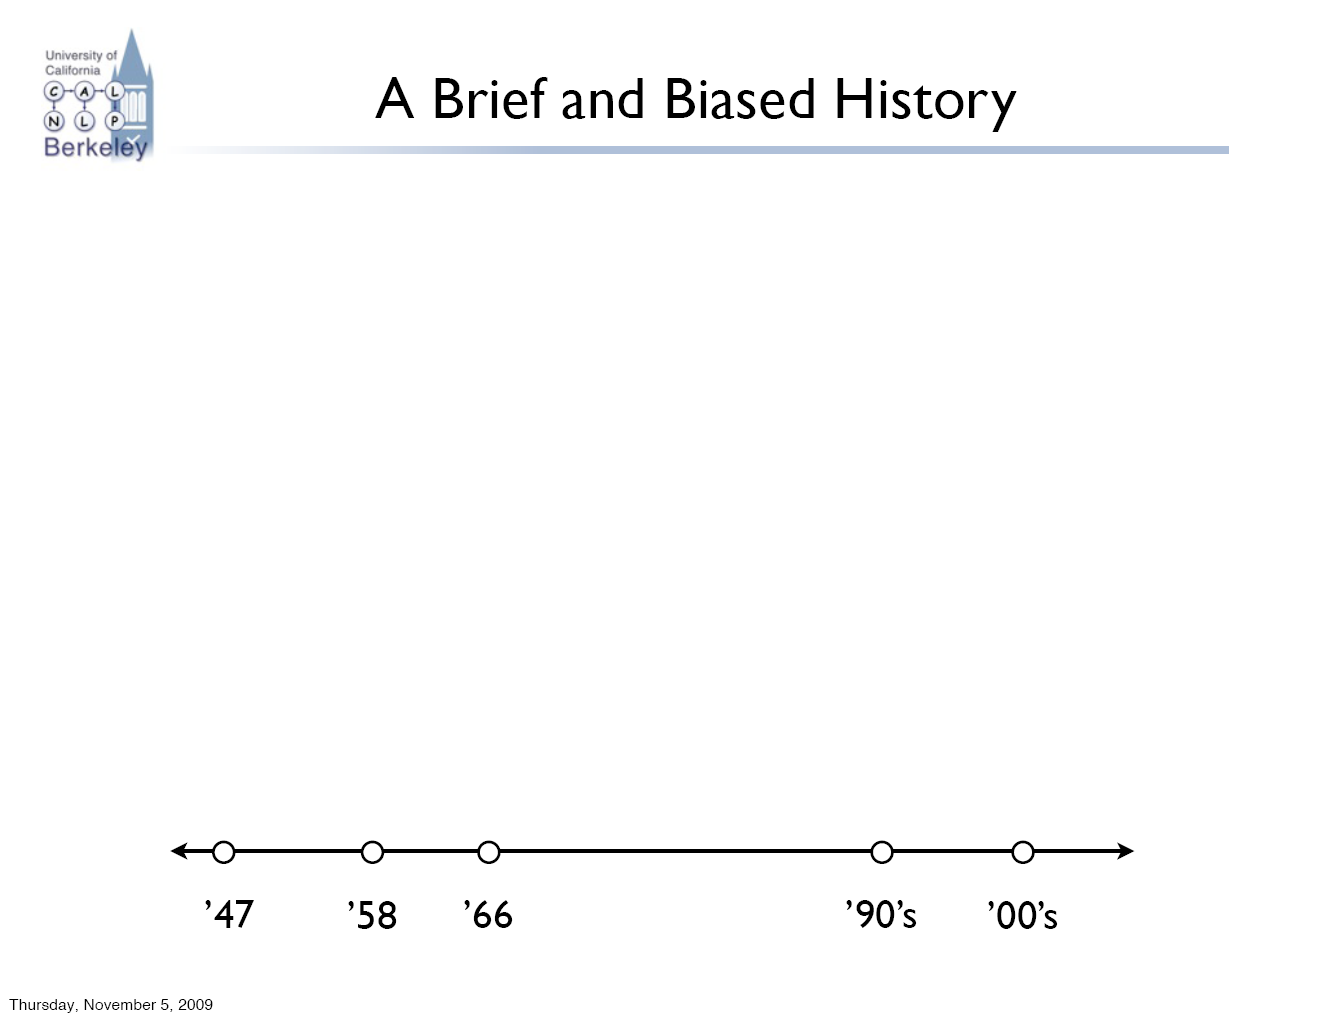 University of
California
C A L
N L P
Berkeley
A Brief and Biased History
’47 ’58 ’66 ’90’s ’00’s
Thursday, November 5, 2009